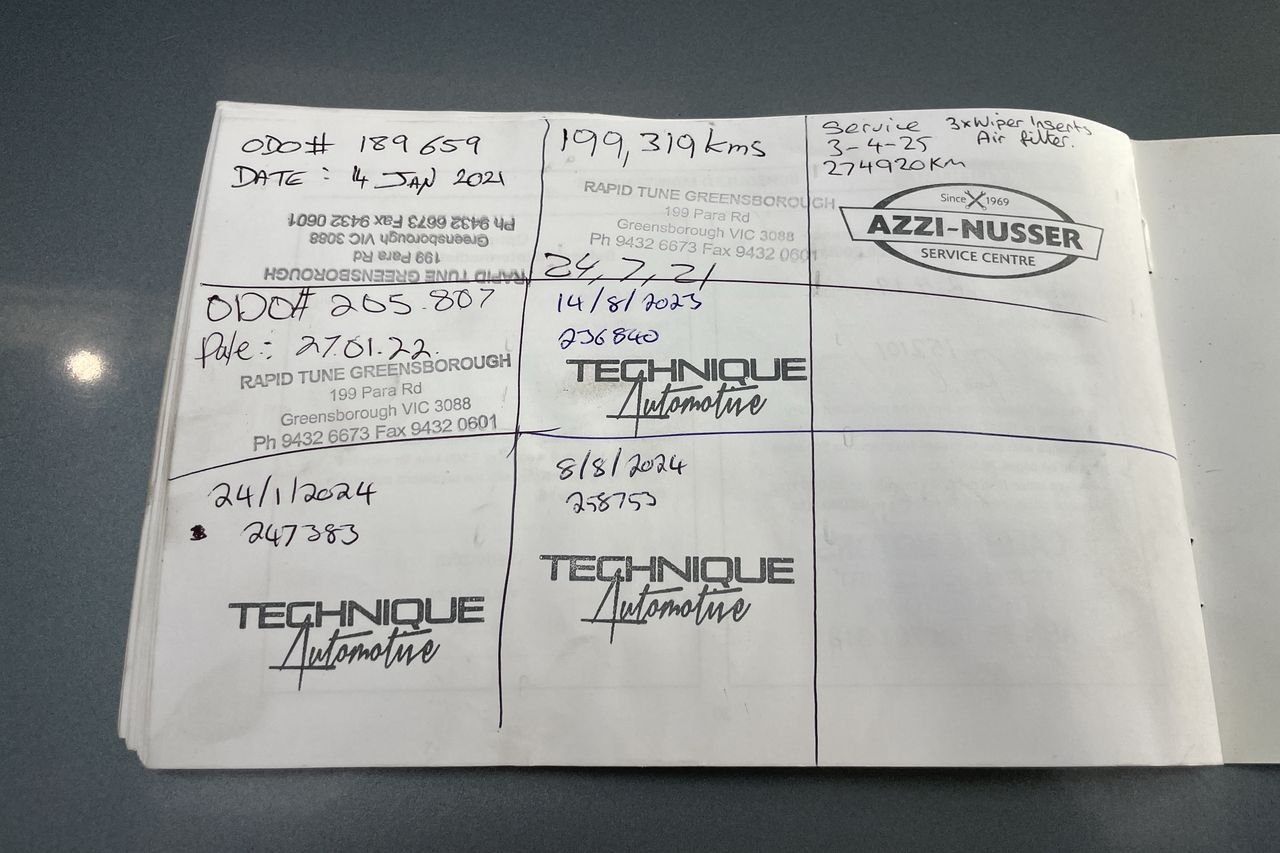 ODO# 189 659
DATE : 14 JAN 2021
RAPID TUNE GREENSBOROUGH
199 Para Rd
Greensborough VIC 3088
Ph 9432 6673 Fax 9432 0601
199,319 kms
RAPID TUNE GREENSBOROUGH
199 Para Rd
Greensborough VIC 3088
Ph 9432 6673 Fax 9432 0601
24,7,21
Service 3xWiper Inserts
3-4-25 Air filter.
274920KM
Since 1969
AZZI-NUSSER
SERVICE CENTRE
ODO# 205.807
Date: 27.01.22.
RAPID TUNE GREENSBOROUGH
199 Para Rd
Greensborough VIC 3088
Ph 9432 6673 Fax 9432 0601
14/8/2023
236840
TECHNIQUE
Automotive
24/1/2024
247383
TECHNIQUE
Automotive
8/8/2024
258753
TECHNIQUE
Automotive